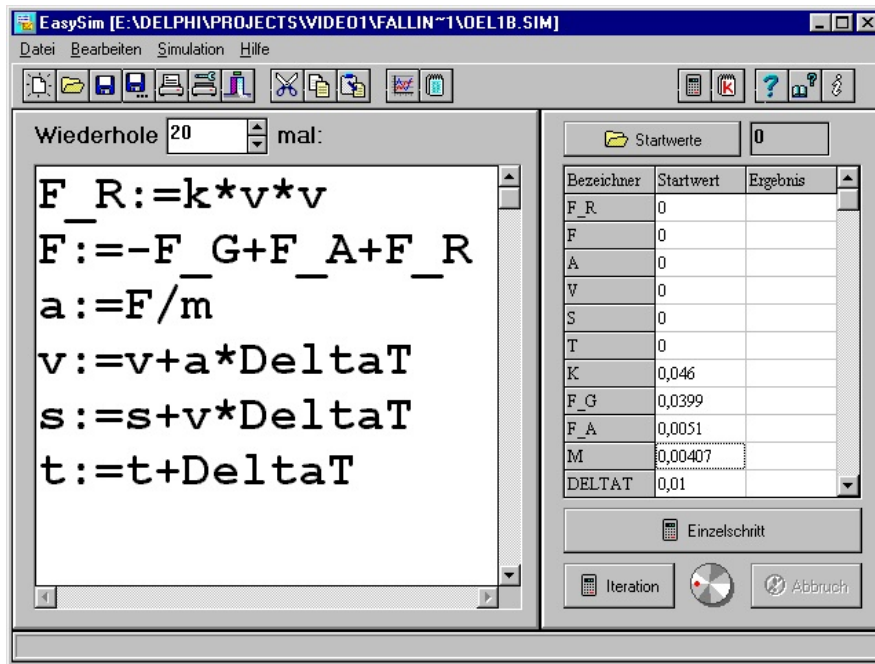 EasySim [E:\DELPHI\PROJECTS\VIDEO1\FALLIN~1\OEL1B.SIM]
Datei Bearbeiten Simulation Hilfe
Wiederhole 20 mal:
F_R:=k*v*v
F:=-F_G+F_A+F_R
a:=F/m
v:=v+a*DeltaT
s:=s+v*DeltaT
t:=t+DeltaT
Startwerte 0
Bezeichner Startwert Ergebnis
F_R 0
F 0
A 0
V 0
S 0
T 0
K 0,046
F_G 0,0399
F_A 0,0051
M 0,00407
DELTAT 0,01
Einzelschritt
Iteration Abbruch